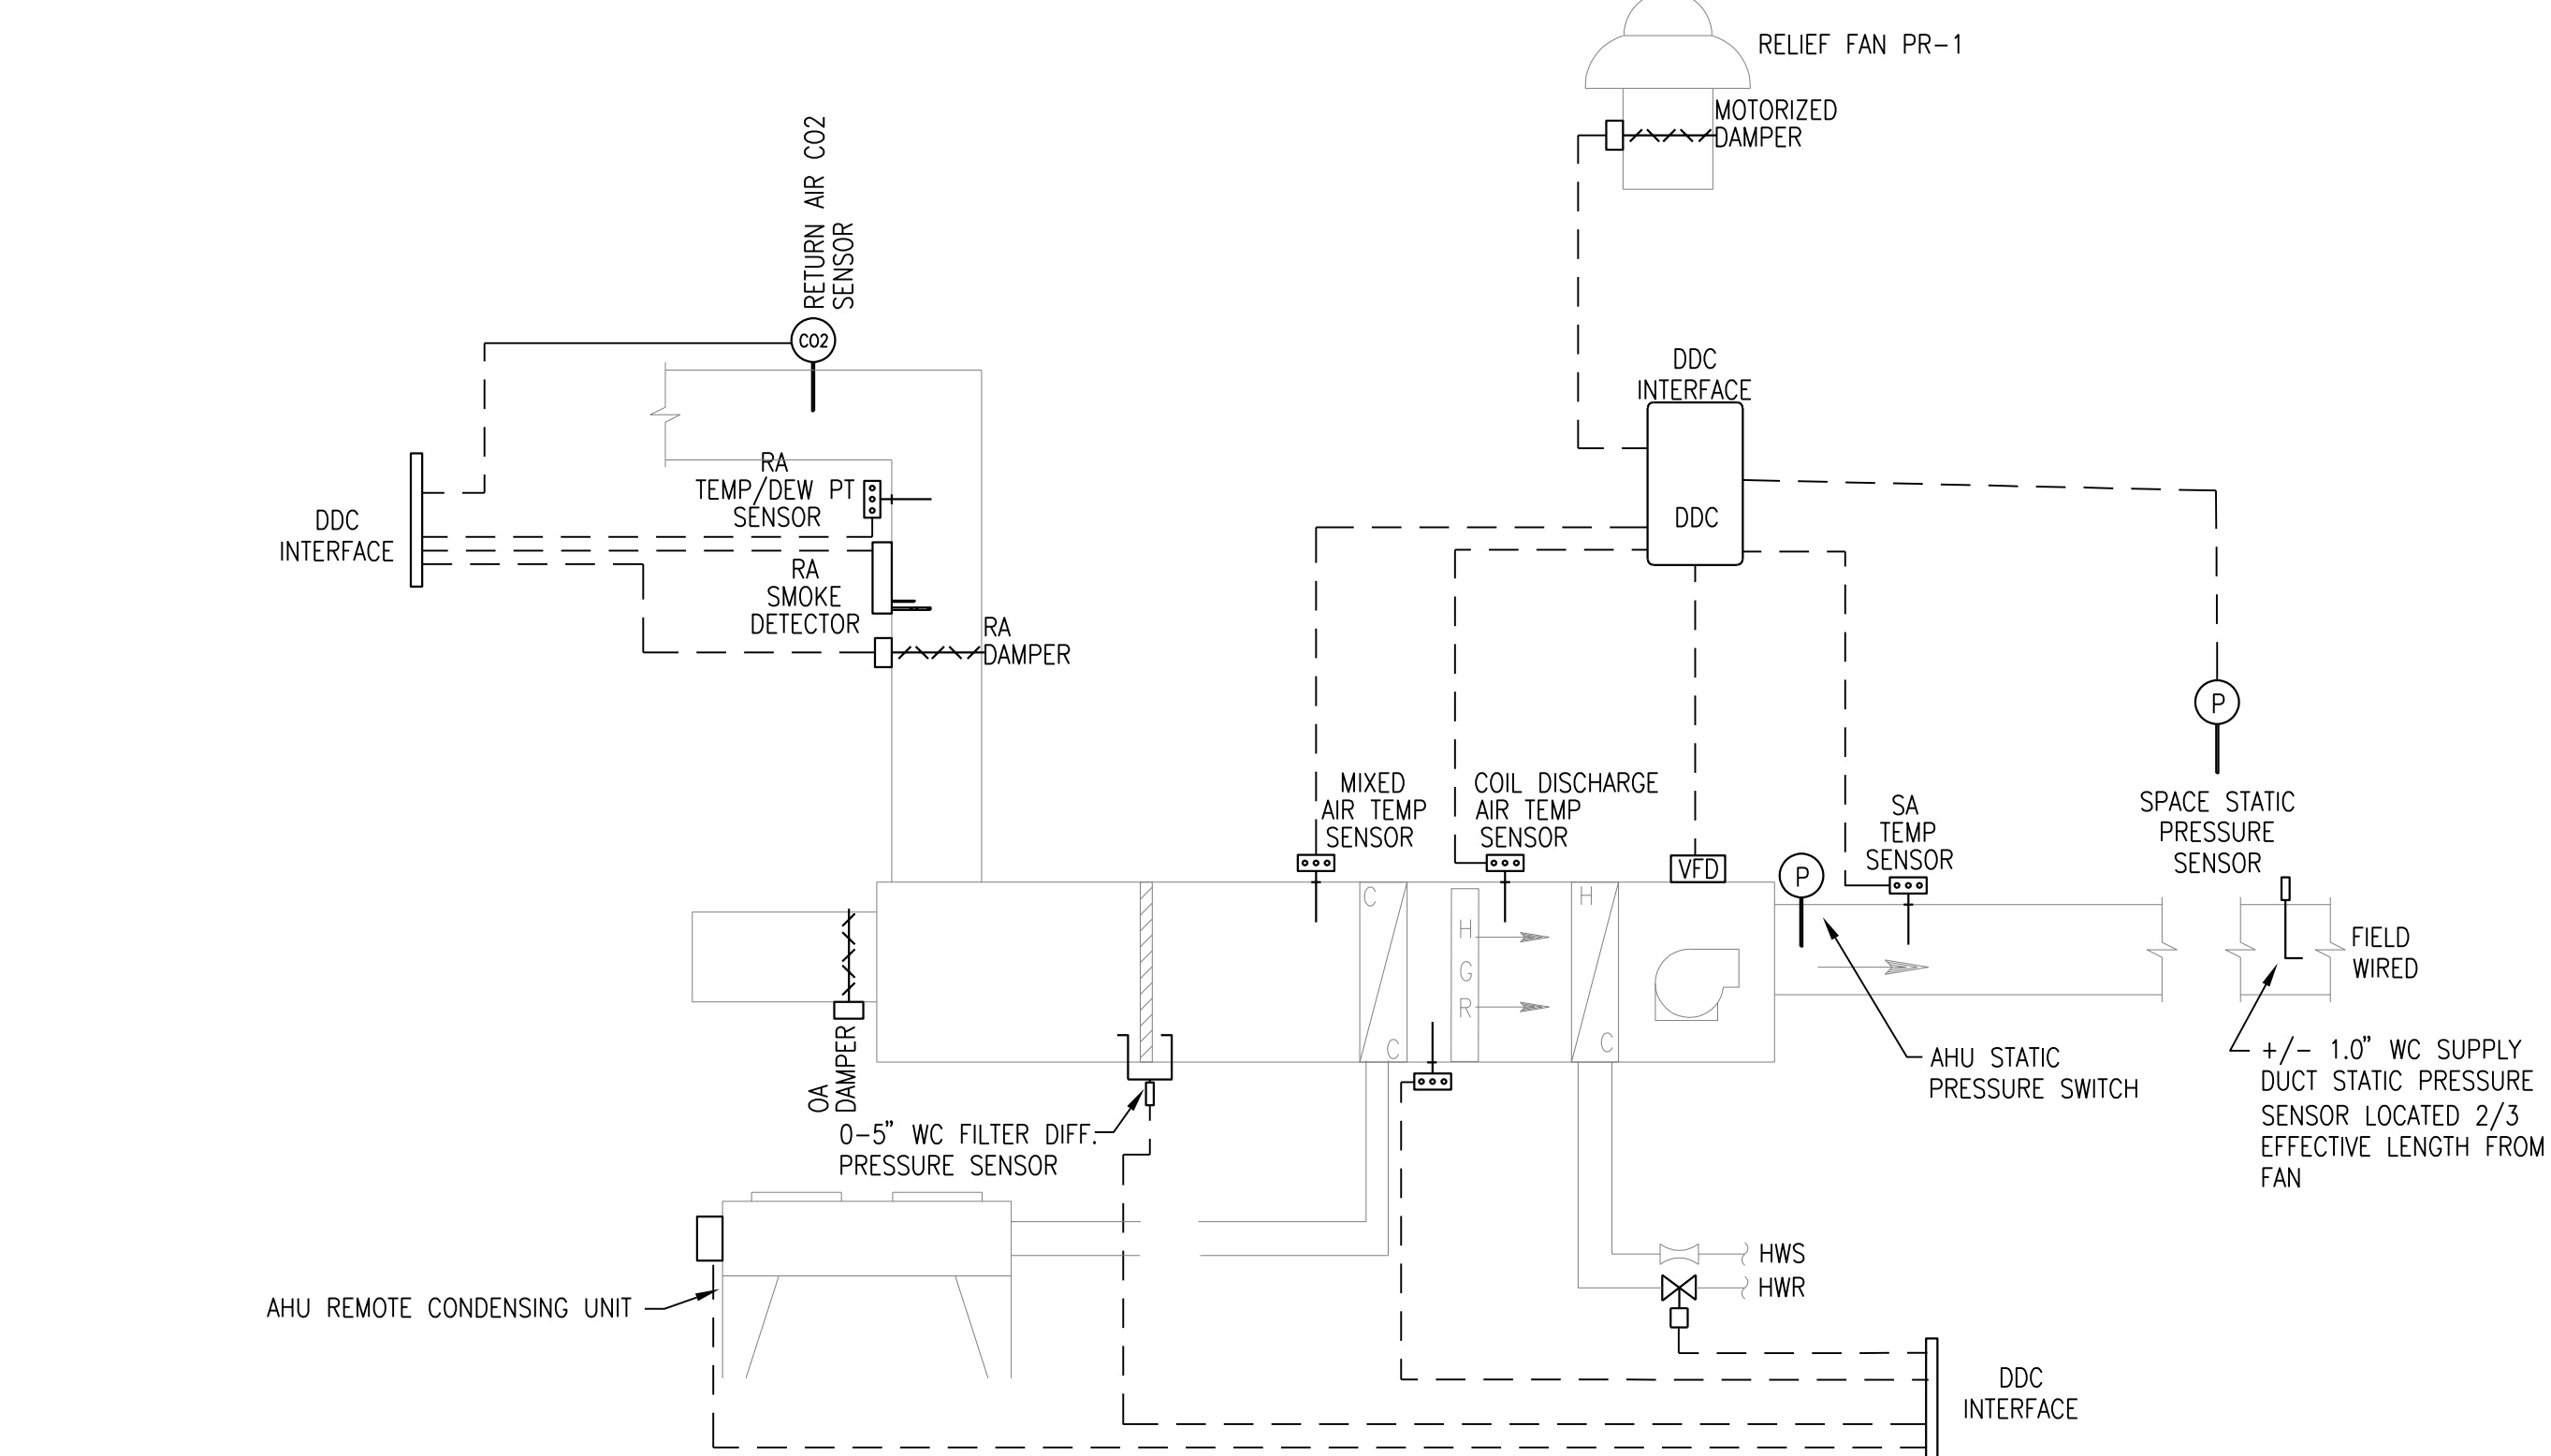 RELIEF FAN PR-1
MOTORIZED
DAMPER
RETURN AIR CO2
SENSOR
CO2
DDC
INTERFACE
DDC
RA
TEMP/DEW PT
SENSOR
DDC
INTERFACE
RA
SMOKE
DETECTOR
RA
DAMPER
P
MIXED
AIR TEMP
SENSOR
COIL DISCHARGE
AIR TEMP
SENSOR
SA
TEMP
SENSOR
SPACE STATIC
PRESSURE
SENSOR
VFD
P
C
C
H
G
R
H
C
FIELD
WIRED
OA
DAMPER
AHU STATIC
PRESSURE SWITCH
+/- 1.0" WC SUPPLY
DUCT STATIC PRESSURE
SENSOR LOCATED 2/3
EFFECTIVE LENGTH FROM
FAN
0-5" WC FILTER DIFF.
PRESSURE SENSOR
HWS
HWR
AHU REMOTE CONDENSING UNIT
DDC
INTERFACE